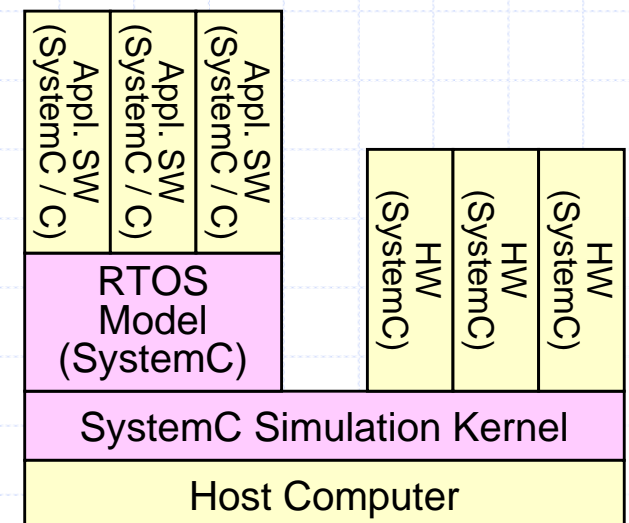 Appl. SW
(SystemC / C)
Appl. SW
(SystemC / C)
Appl. SW
(SystemC / C)
HW
(SystemC)
HW
(SystemC)
HW
(SystemC)
RTOS
Model
(SystemC)
SystemC Simulation Kernel
Host Computer